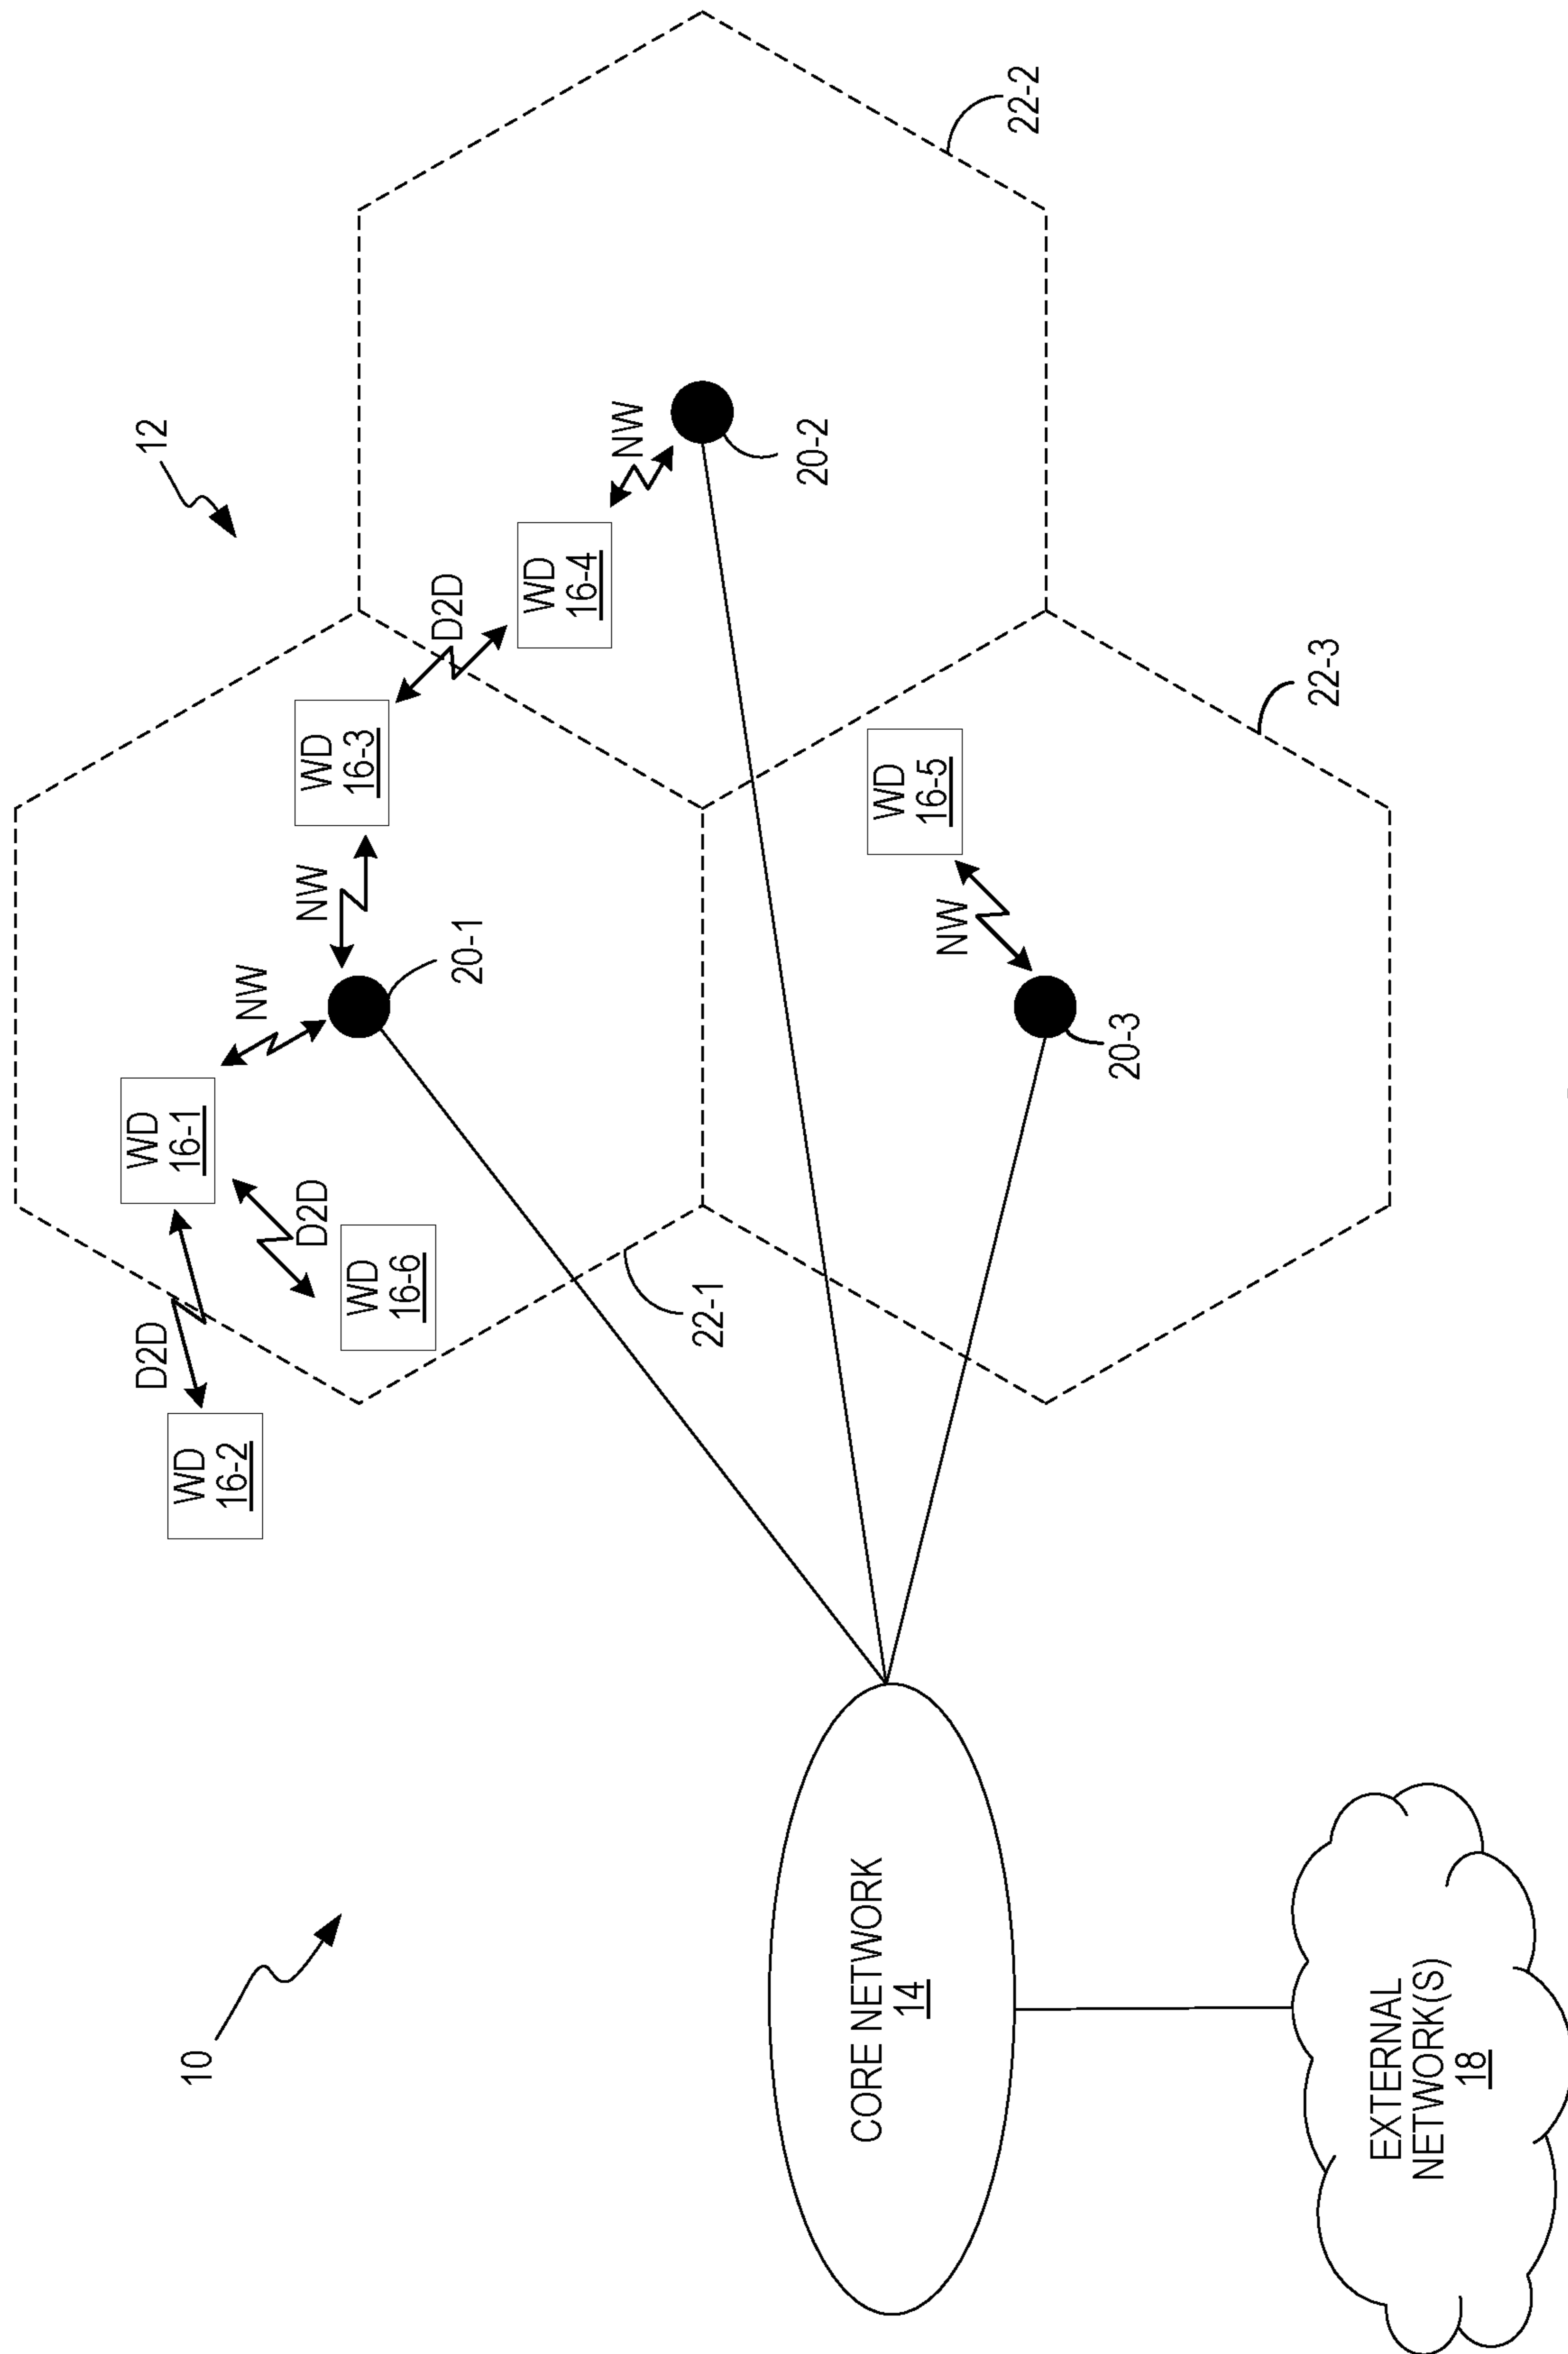 10
12
WD
16-2
D2D
WD
16-1
D2D
WD
16-6
NW
NW
WD
16-3
D2D
WD
16-4
NW
20-1
20-2
22-1
22-2
CORE NETWORK
14
WD
16-5
NW
20-3
22-3
EXTERNAL
NETWORK(S)
18